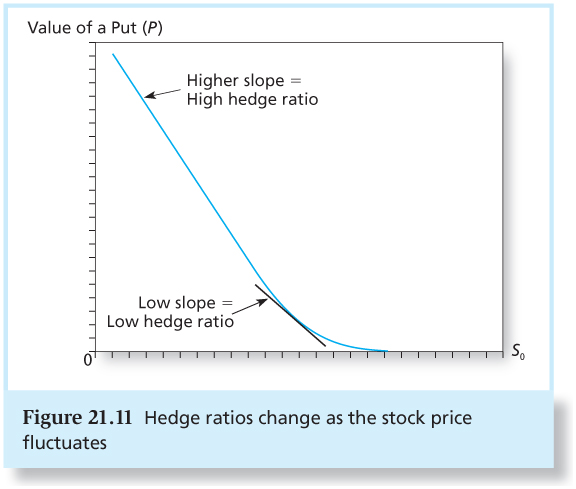 Value of a Put (P)
Higher slope =
High hedge ratio
Low slope =
Low hedge ratio
0
S₀
Figure 21.11 Hedge ratios change as the stock price
fluctuates